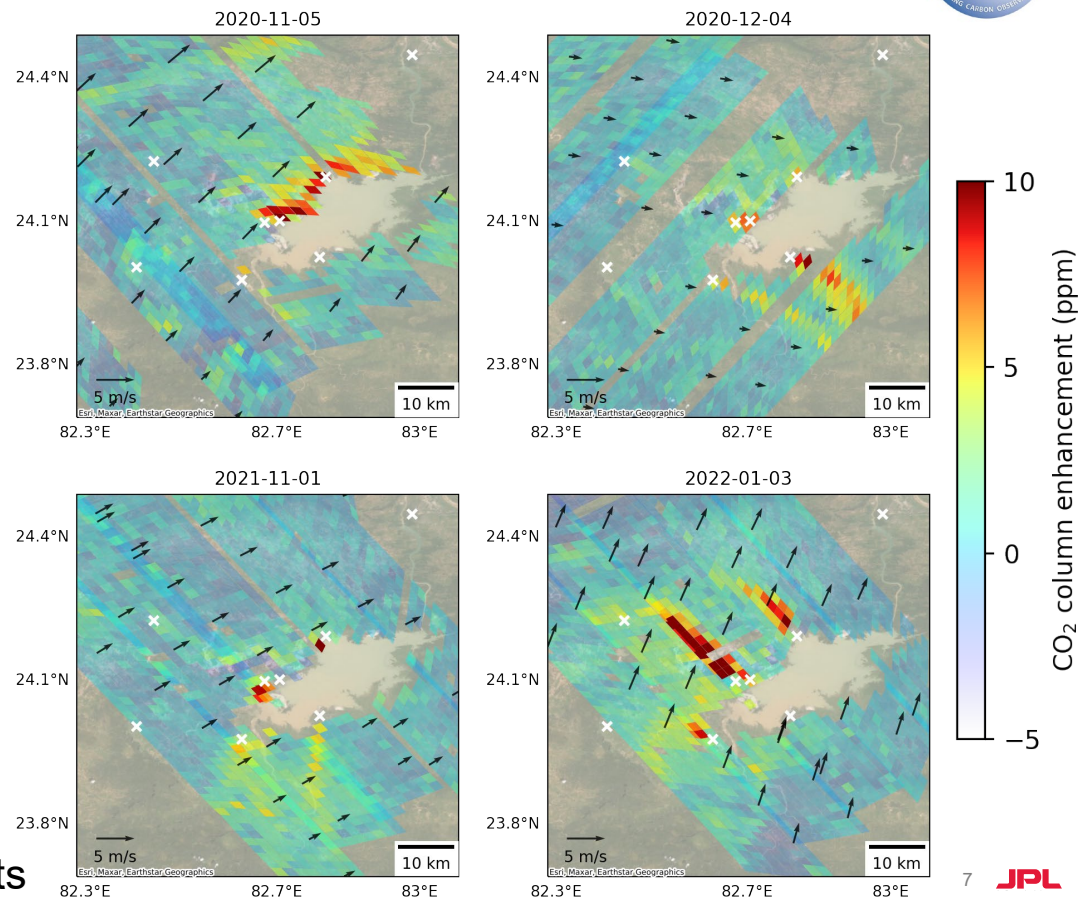 NG CARBON OBSER
2020-11-05
2020-12-04
24.4°N
24.1°N
23.8°N
5 m/s
10 km
Esri, Maxar, Earthstar Geographics
82.3°E
82.7°E
83°E
24.4°N
24.1°N
23.8°N
5 m/s
10 km
Esri, Maxar, Earthstar Geographics
82.3°E
82.7°E
83°E
10
5
0
−5
CO₂ column enhancement (ppm)
2021-11-01
2022-01-03
24.4°N
24.1°N
23.8°N
5 m/s
10 km
Esri, Maxar, Earthstar Geographics
82.3°E
82.7°E
83°E
24.4°N
24.1°N
23.8°N
5 m/s
10 km
Esri, Maxar, Earthstar Geographics
82.3°E
82.7°E
83°E
ts
7
JPL